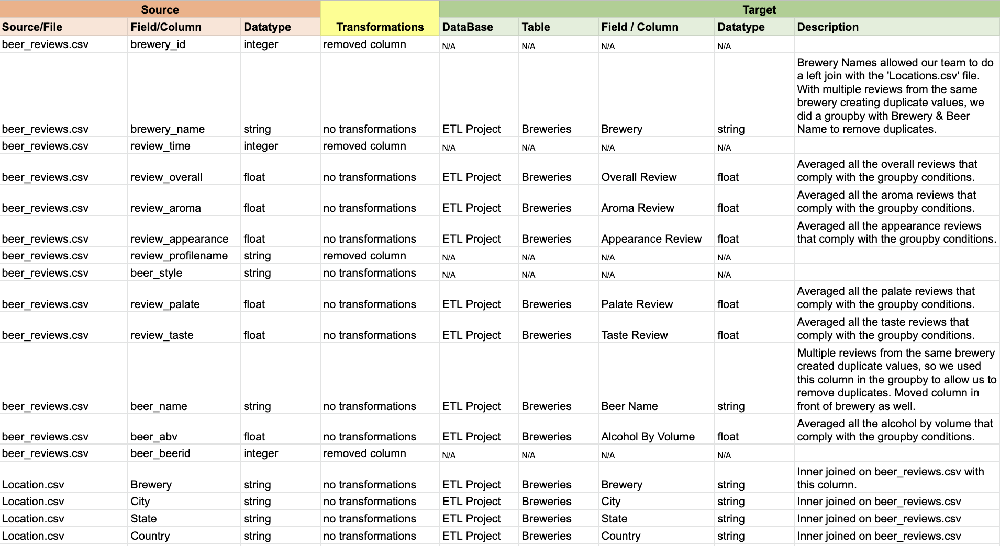 Source Target
Source/File Field/Column Datatype Transformations DataBase Table Field / Column Datatype Description
beer_reviews.csv brewery_id integer removed column N/A N/A N/A N/A
Brewery Names allowed our team to do
a left join with the 'Locations.csv' file.
With multiple reviews from the same
brewery creating duplicate values, we
did a groupby with Brewery & Beer
beer_reviews.csv brewery_name string no transformations ETL Project Breweries Brewery string Name to remove duplicates.
beer_reviews.csv review_time integer removed column N/A N/A N/A N/A
Averaged all the overall reviews that
beer_reviews.csv review_overall float no transformations ETL Project Breweries Overall Review float comply with the groupby conditions.
Averaged all the aroma reviews that
beer_reviews.csv review_aroma float no transformations ETL Project Breweries Aroma Review float comply with the groupby conditions.
Averaged all the appearance reviews
beer_reviews.csv review_appearance float no transformations ETL Project Breweries Appearance Review float that comply with the groupby conditions.
beer_reviews.csv review_profilename string removed column N/A N/A N/A N/A
beer_reviews.csv beer_style string no transformations N/A N/A N/A N/A
Averaged all the palate reviews that
beer_reviews.csv review_palate float no transformations ETL Project Breweries Palate Review float comply with the groupby conditions.
Averaged all the taste reviews that
beer_reviews.csv review_taste float no transformations ETL Project Breweries Taste Review float comply with the groupby conditions.
Multiple reviews from the same brewery
created duplicate values, so we used
this column in the groupby to allow us to
remove duplicates. Moved column in
beer_reviews.csv beer_name string no transformations ETL Project Breweries Beer Name string front of brewery as well.
Averaged all the alcohol by volume that
beer_reviews.csv beer_abv float no transformations ETL Project Breweries Alcohol By Volume float comply with the groupby conditions.
beer_reviews.csv beer_beerid integer removed column N/A N/A N/A N/A
Inner joined on beer_reviews.csv with
Location.csv Brewery string no transformations ETL Project Breweries Brewery string this column.
Location.csv City string no transformations ETL Project Breweries City string Inner joined on beer_reviews.csv
Location.csv State string no transformations ETL Project Breweries State string Inner joined on beer_reviews.csv
Location.csv Country string no transformations ETL Project Breweries Country string Inner joined on beer_reviews.csv